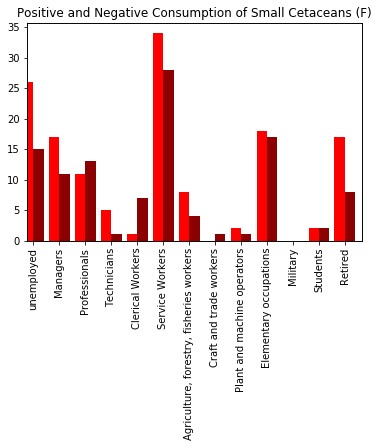 Positive and Negative Consumption of Small Cetaceans (F)
35
30
25
20
15
10
5
0
unemployed
Managers
Professionals
Technicians
Clerical Workers
Service Workers
Agriculture, forestry, fisheries workers
Craft and trade workers
Plant and machine operators
Elementary occupations
Military
Students
Retired